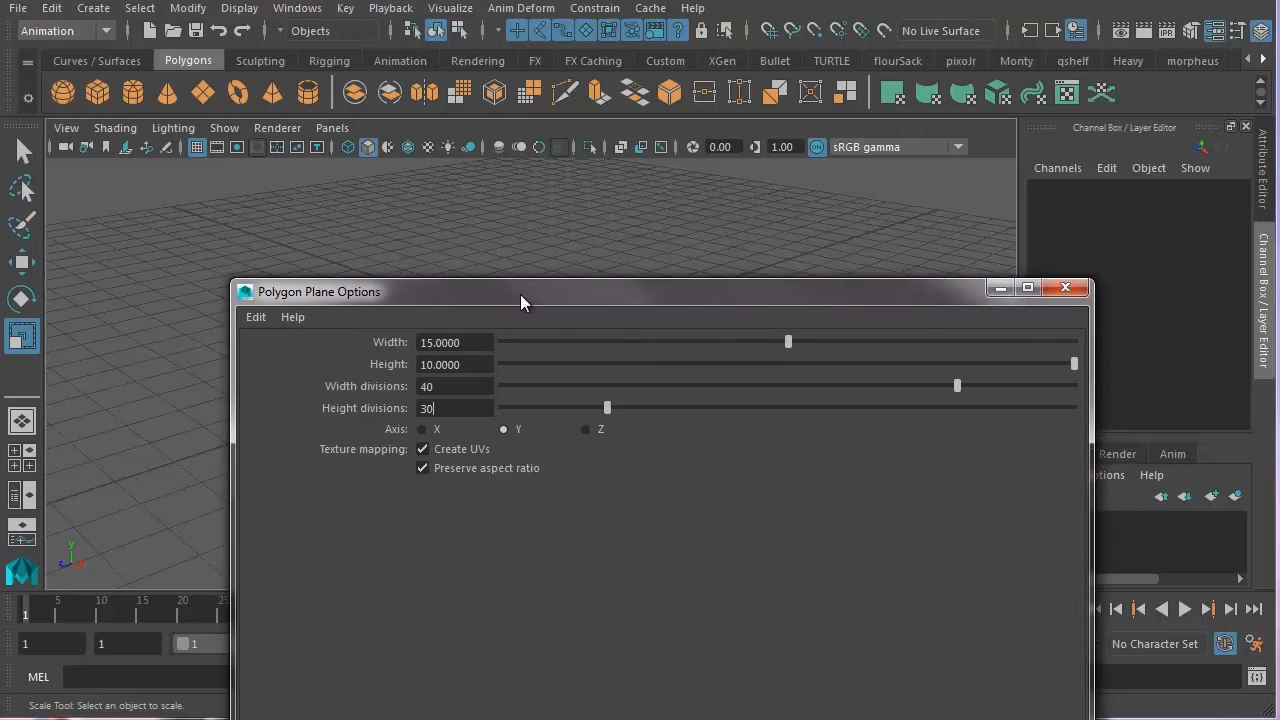 File Edit Create Select Modify Display Windows Key Playback Visualize Anim Deform Constrain Cache Help
Animation Objects No Live Surface
Curves / Surfaces Polygons Sculpting Rigging Animation Rendering FX FX Caching Custom XGen Bullet TURTLE flourSack pixoJr Monty qshelf Heavy morpheus
View Shading Lighting Show Renderer Panels
Channel Box / Layer Editor
0.00 1.00 ON sRGB gamma
Channels Edit Object Show
Attribute Editor
Channel Box / Layer Editor
Polygon Plane Options
Edit Help
Width: 15.0000
Height: 10.0000
Width divisions: 40
Height divisions: 30
Axis: X Y Z
Texture mapping: Create UVs
Preserve aspect ratio
Render Anim
tions Help
y
z x
1 5 10 15 20 25
1 1 1
No Character Set
MEL
Scale Tool: Select an object to scale.